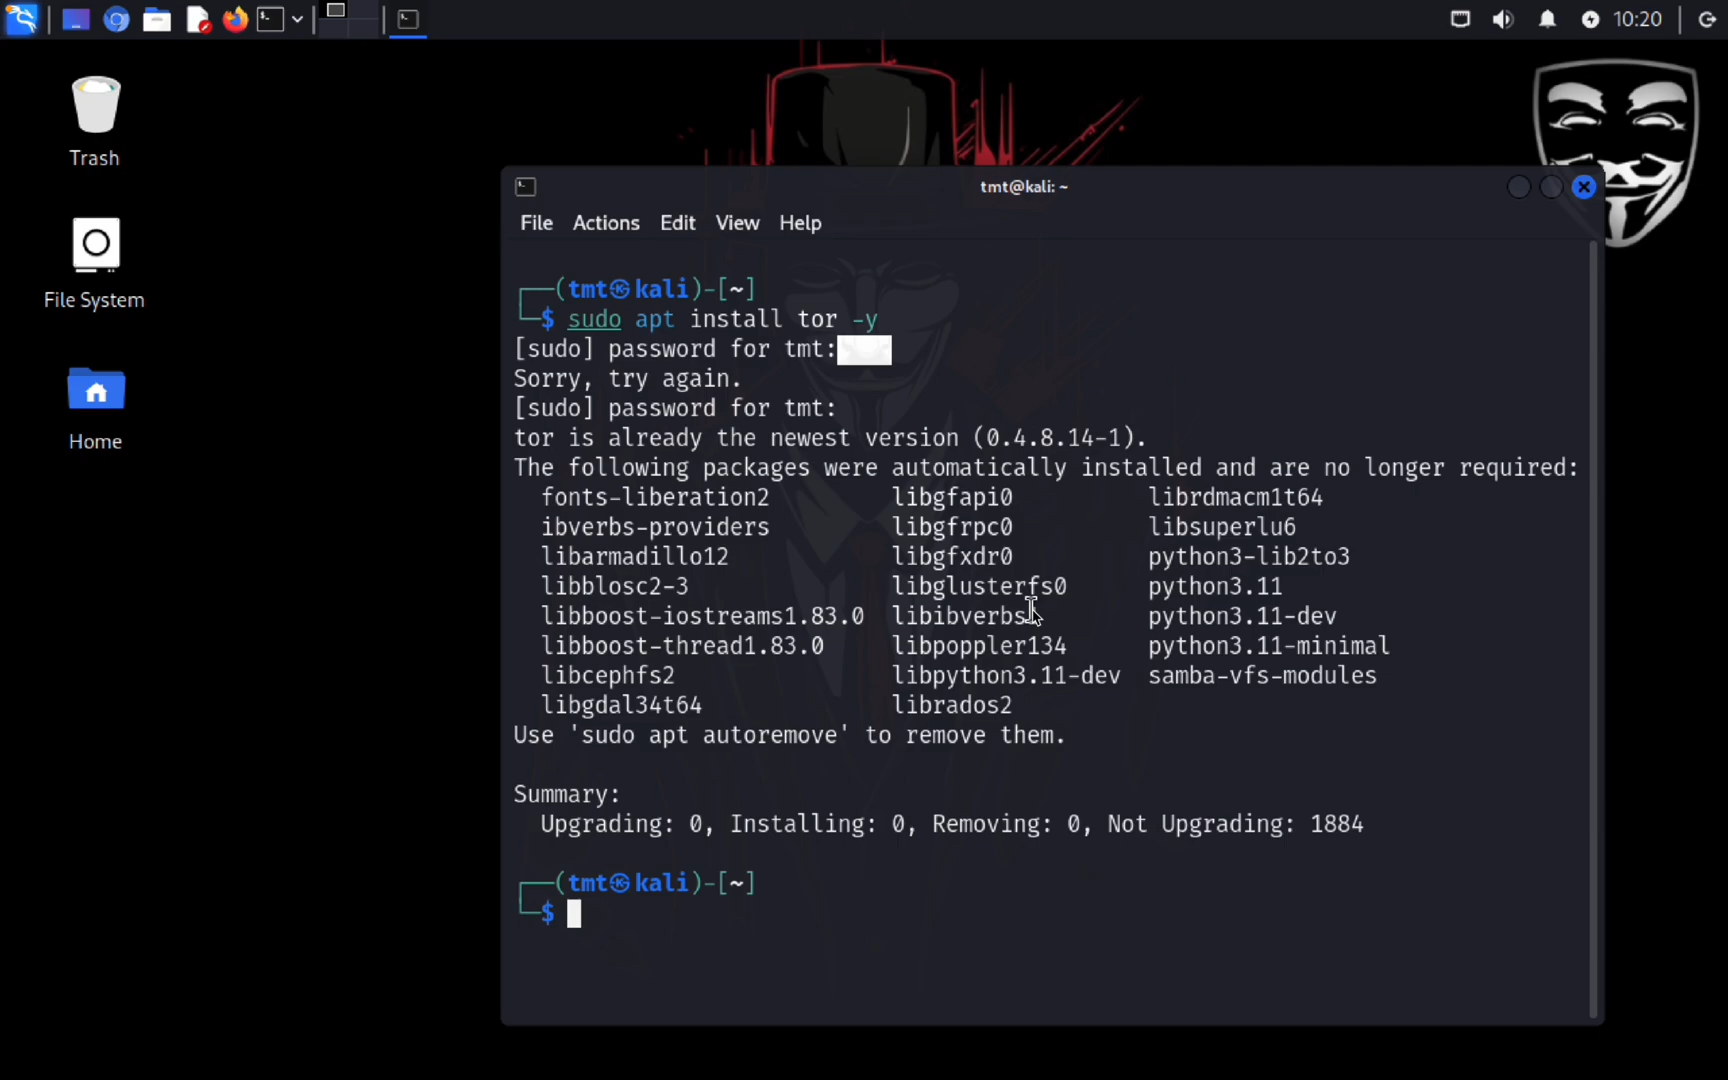 10:20
Trash
File System
Home
tmt@kali: ~
File Actions Edit View Help
┌──(tmt㉿kali)-[~]
└─$ sudo apt install tor -y
[sudo] password for tmt:
Sorry, try again.
[sudo] password for tmt:
tor is already the newest version (0.4.8.14-1).
The following packages were automatically installed and are no longer required:
fonts-liberation2 libgfapi0 librdmacm1t64
ibverbs-providers libgfrpc0 libsuperlu6
libarmadillo12 libgfxdr0 python3-lib2to3
libblosc2-3 libglusterfs0 python3.11
libboost-iostreams1.83.0 libibverbs python3.11-dev
libboost-thread1.83.0 libpoppler134 python3.11-minimal
libcephfs2 libpython3.11-dev samba-vfs-modules
libgdal34t64 librados2
Use 'sudo apt autoremove' to remove them.
Summary:
Upgrading: 0, Installing: 0, Removing: 0, Not Upgrading: 1884
┌──(tmt㉿kali)-[~]
└─$